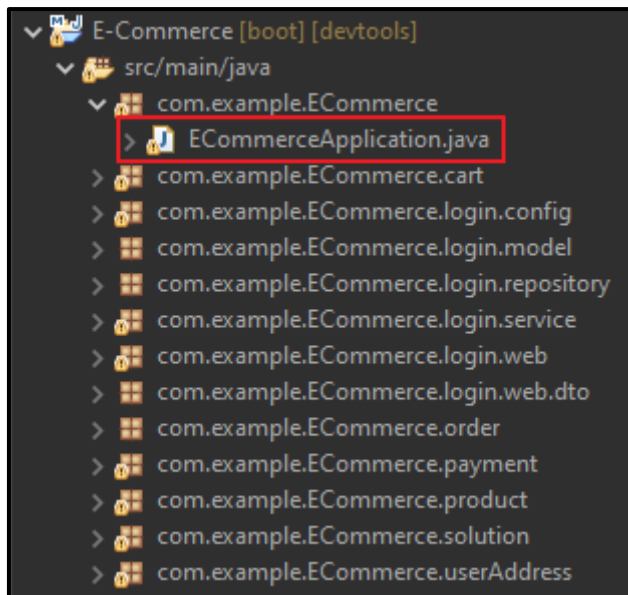 E-Commerce [boot] [devtools]
src/main/java
com.example.ECommerce
ECommerceApplication.java
com.example.ECommerce.cart
com.example.ECommerce.login.config
com.example.ECommerce.login.model
com.example.ECommerce.login.repository
com.example.ECommerce.login.service
com.example.ECommerce.login.web
com.example.ECommerce.login.web.dto
com.example.ECommerce.order
com.example.ECommerce.payment
com.example.ECommerce.product
com.example.ECommerce.solution
com.example.ECommerce.userAddress